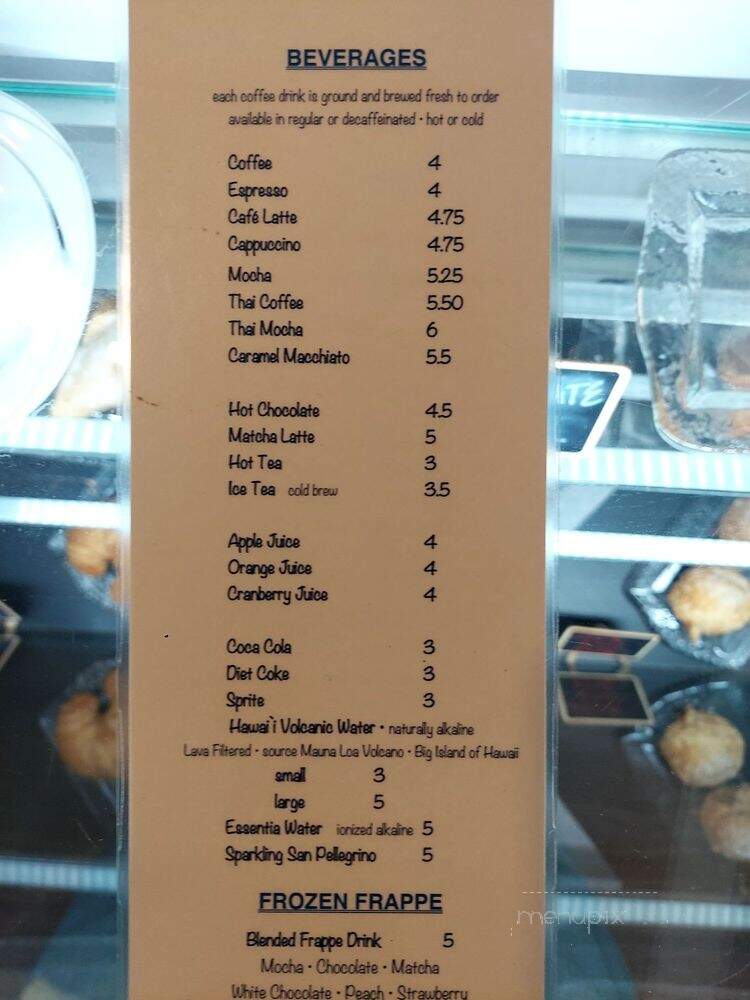 BEVERAGES
each coffee drink is ground and brewed fresh to order
available in regular or decaffeinated • hot or cold
Coffee 4
Espresso 4
Café Latte 4.75
Cappuccino 4.75
Mocha 5.25
Thai Coffee 5.50
Thai Mocha 6
Caramel Macchiato 5.5
Hot Chocolate 4.5
Matcha Latte 5
Hot Tea 3
Ice Tea cold brew 3.5
Apple Juice 4
Orange Juice 4
Cranberry Juice 4
Coca Cola 3
Diet Coke 3
Sprite 3
Hawai`i Volcanic Water • naturally alkaline
Lava Filtered • source Mauna Loa Volcano • Big Island of Hawaii
small 3
large 5
Essentia Water ionized alkaline 5
Sparkling San Pellegrino 5
FROZEN FRAPPE
Blended Frappe Drink 5
Mocha • Chocolate • Matcha
White Chocolate • Peach • Strawberry
menupix